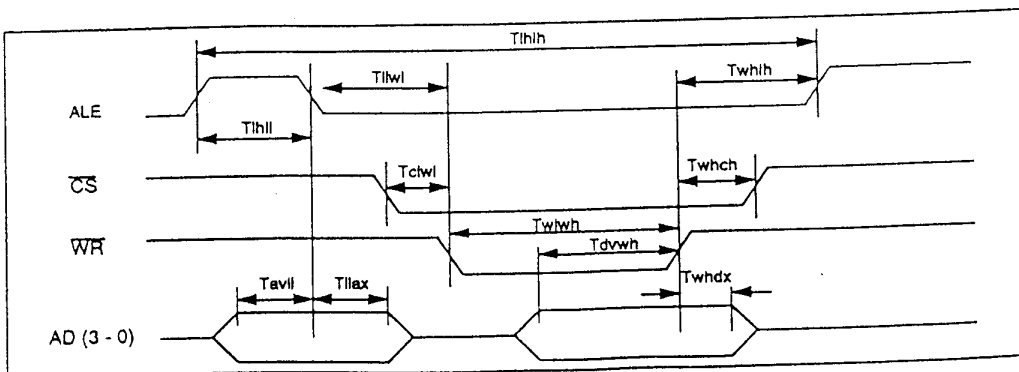 Tlhlh
ALE
Tllwl
Twhlh
Tlhll
CS
Tclwl
Twhch
WR
Twlwh
Tdvwh
Twhdx
Tavll
Tllax
AD (3 - 0)